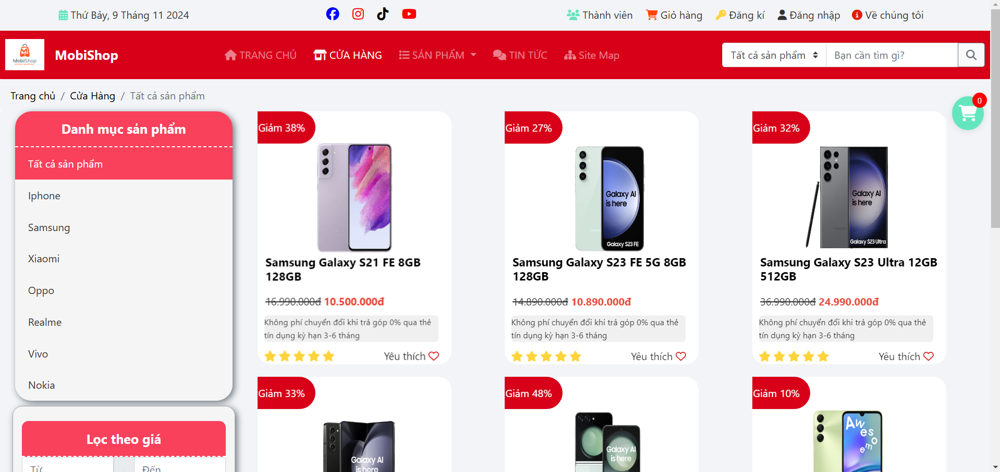 Thứ Bảy, 9 Tháng 11 2024
Thành viên
Giỏ hàng
Đăng kí
Đăng nhập
Về chúng tôi
MobiShop
MobiShop
TRANG CHỦ
CỬA HÀNG
SẢN PHẨM
TIN TỨC
Site Map
Tất cả sản phẩm
Bạn cần tìm gì?
Trang chủ / Cửa Hàng / Tất cả sản phẩm
0
Danh mục sản phẩm
Tất cả sản phẩm
Iphone
Samsung
Xiaomi
Oppo
Realme
Vivo
Nokia
Lọc theo giá
Từ - Đến
Giảm 38%
Samsung Galaxy S21 FE 8GB
128GB
16.990.000đ 10.500.000đ
Không phí chuyển đổi khi trả góp 0% qua thẻ
tín dụng kỳ hạn 3-6 tháng
Yêu thích
Giảm 27%
Galaxy AI
is here
Galaxy S23 FE
Samsung Galaxy S23 FE 5G 8GB
128GB
14.890.000đ 10.890.000đ
Không phí chuyển đổi khi trả góp 0% qua thẻ
tín dụng kỳ hạn 3-6 tháng
Yêu thích
Giảm 32%
Galaxy AI
is here
Galaxy S23 Ultra
Samsung Galaxy S23 Ultra 12GB
512GB
36.990.000đ 24.990.000đ
Không phí chuyển đổi khi trả góp 0% qua thẻ
tín dụng kỳ hạn 3-6 tháng
Yêu thích
Giảm 33%
Galaxy AI
is here
Giảm 48%
Galaxy AI
is here
Giảm 10%
Awesome